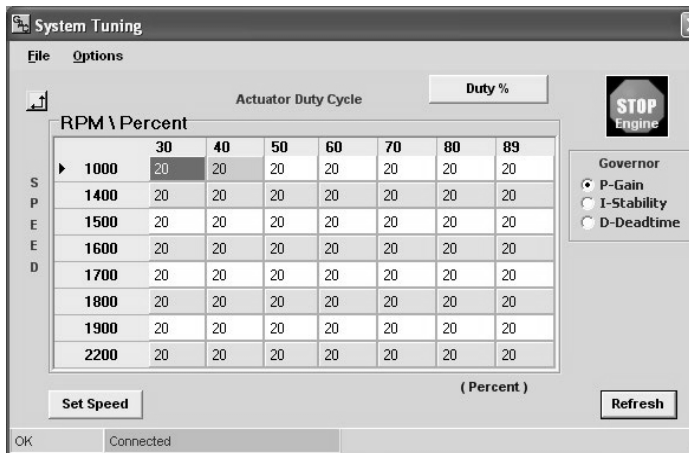 GAC System Tuning
File Options
Actuator Duty Cycle
Duty %
STOP
Engine
RPM \ Percent
30 40 50 60 70 80 89
1000 20 20 20 20 20 20 20
1400 20 20 20 20 20 20 20
1500 20 20 20 20 20 20 20
1600 20 20 20 20 20 20 20
1700 20 20 20 20 20 20 20
1800 20 20 20 20 20 20 20
1900 20 20 20 20 20 20 20
2200 20 20 20 20 20 20 20
SPEED
Governor
P-Gain
I-Stability
D-Deadtime
( Percent )
Set Speed
Refresh
OK Connected